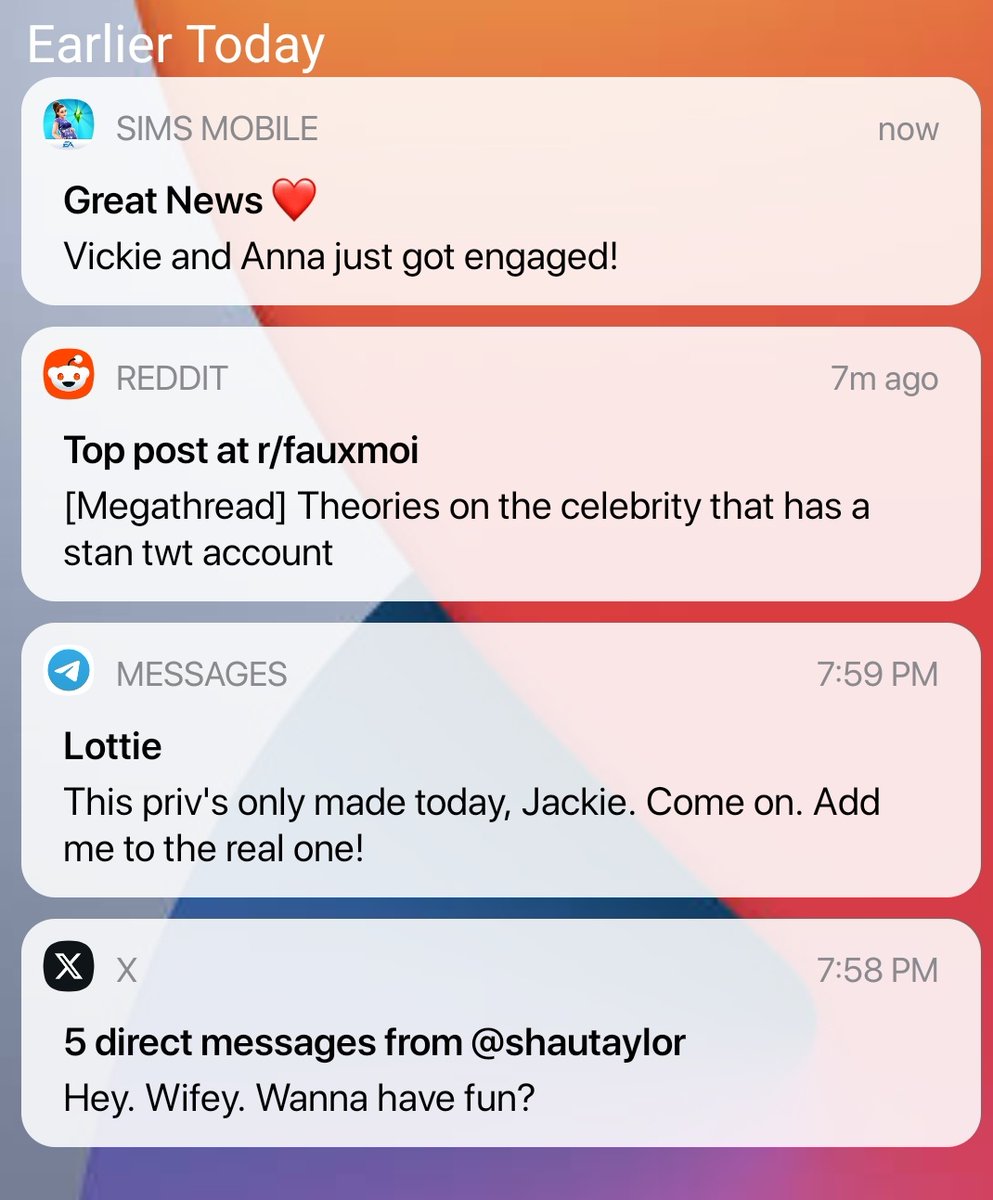 Earlier Today
SIMS MOBILE
now
Great News ❤️
Vickie and Anna just got engaged!
EA
REDDIT
7m ago
Top post at r/fauxmoi
[Megathread] Theories on the celebrity that has a
stan twt account
MESSAGES
7:59 PM
Lottie
This priv's only made today, Jackie. Come on. Add
me to the real one!
X
7:58 PM
5 direct messages from @shautaylor
Hey. Wifey. Wanna have fun?